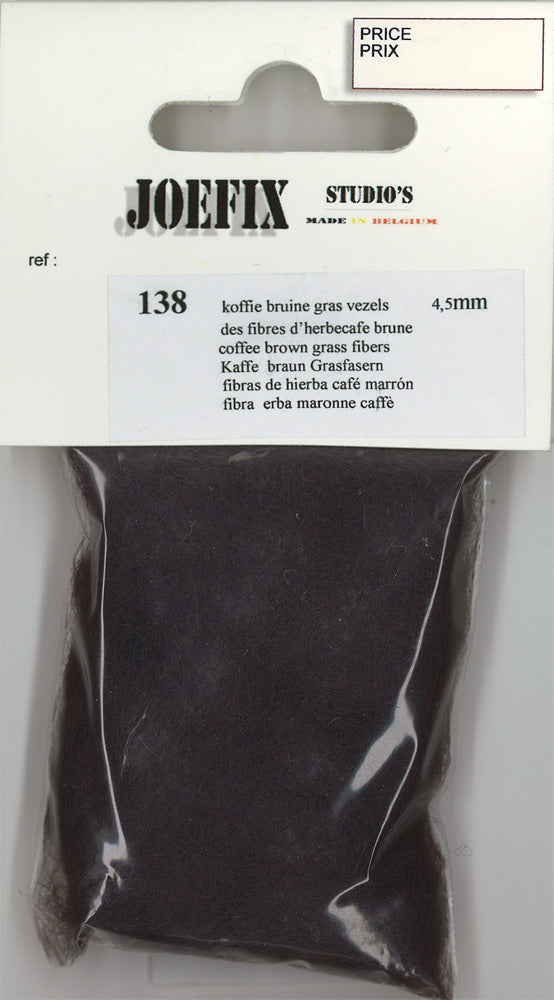 PRICE
PRIX
JOEFIX STUDIO'S
MADE IN BELGIUM
ref :
138 koffie bruine gras vezels 4,5mm
des fibres d'herbecafe brune
coffee brown grass fibers
Kaffe braun Grasfasern
fibras de hierba café marrón
fibra erba maronne caffè